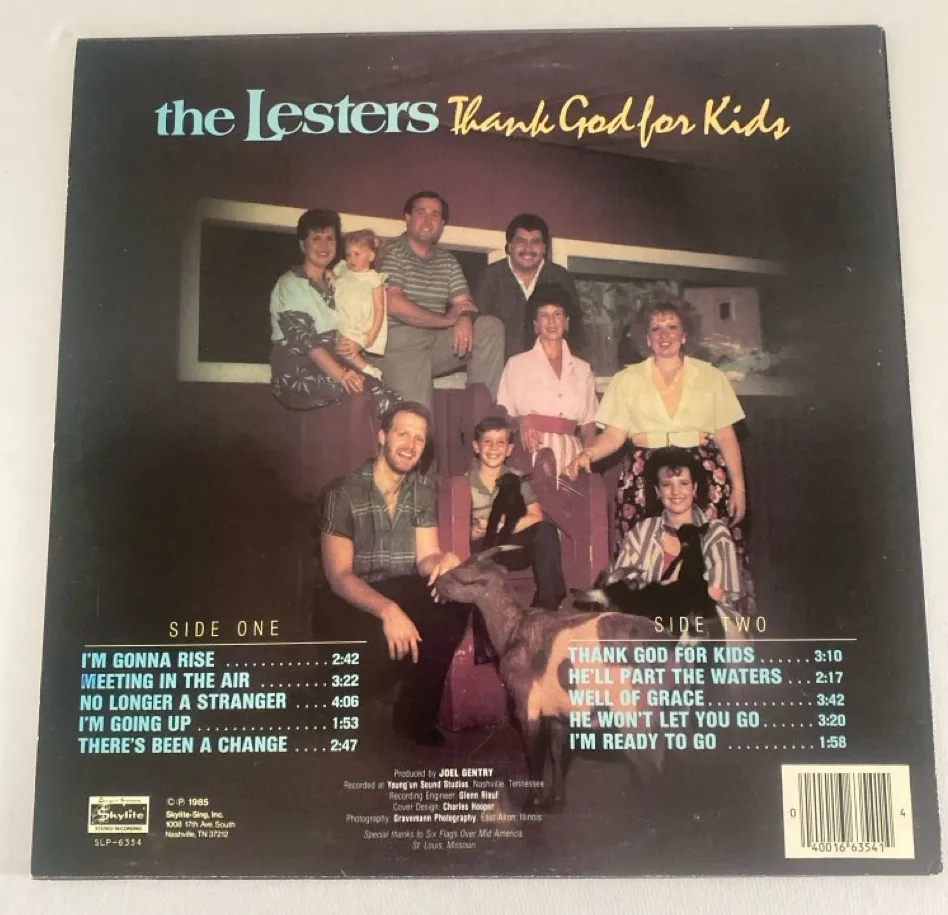 the Lesters Thank God for Kids
SIDE ONE
I'M GONNA RISE ............ 2:42
MEETING IN THE AIR ........ 3:22
NO LONGER A STRANGER .... 4:06
I'M GOING UP ................ 1:53
THERE'S BEEN A CHANGE .... 2:47
SIDE TWO
THANK GOD FOR KIDS ...... 3:10
HE'LL PART THE WATERS ... 2:17
WELL OF GRACE ............ 3:42
HE WON'T LET YOU GO ...... 3:20
I'M READY TO GO .......... 1:58
Produced by JOEL GENTRY
Recorded at Young'un Sound Studios, Nashville, Tennessee
Recording Engineer Glenn Rieuf
Cover Design: Charles Hooper
Photography: Gravemann Photography, East Alton, Illinois
Special thanks to Six Flags Over Mid America,
St. Louis, Missouri
Skylite
STEREO RECORDING
SLP-6354
© ℗ 1985
Skylite-Sing, Inc.
1008 17th Ave. South
Nashville, TN 37212
0 40016 63541 4